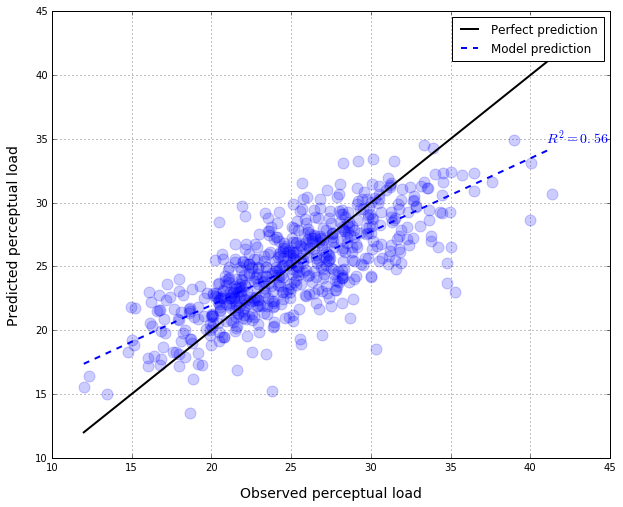 45
40
35
30
25
20
15
10
10 15 20 25 30 35 40 45
Predicted perceptual load
Observed perceptual load
Perfect prediction
Model prediction
R² = 0.56